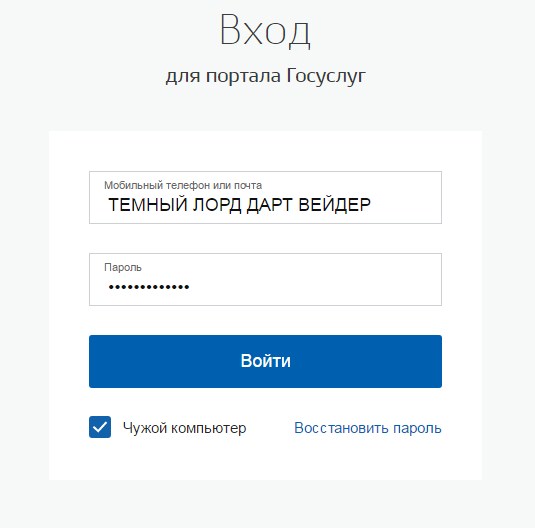 Вход
для портала Госуслуг
Мобильный телефон или почта
ТЕМНЫЙ ЛОРД ДАРТ ВЕЙДЕР
Пароль
•••••••••••••
Войти
Чужой компьютер Восстановить пароль